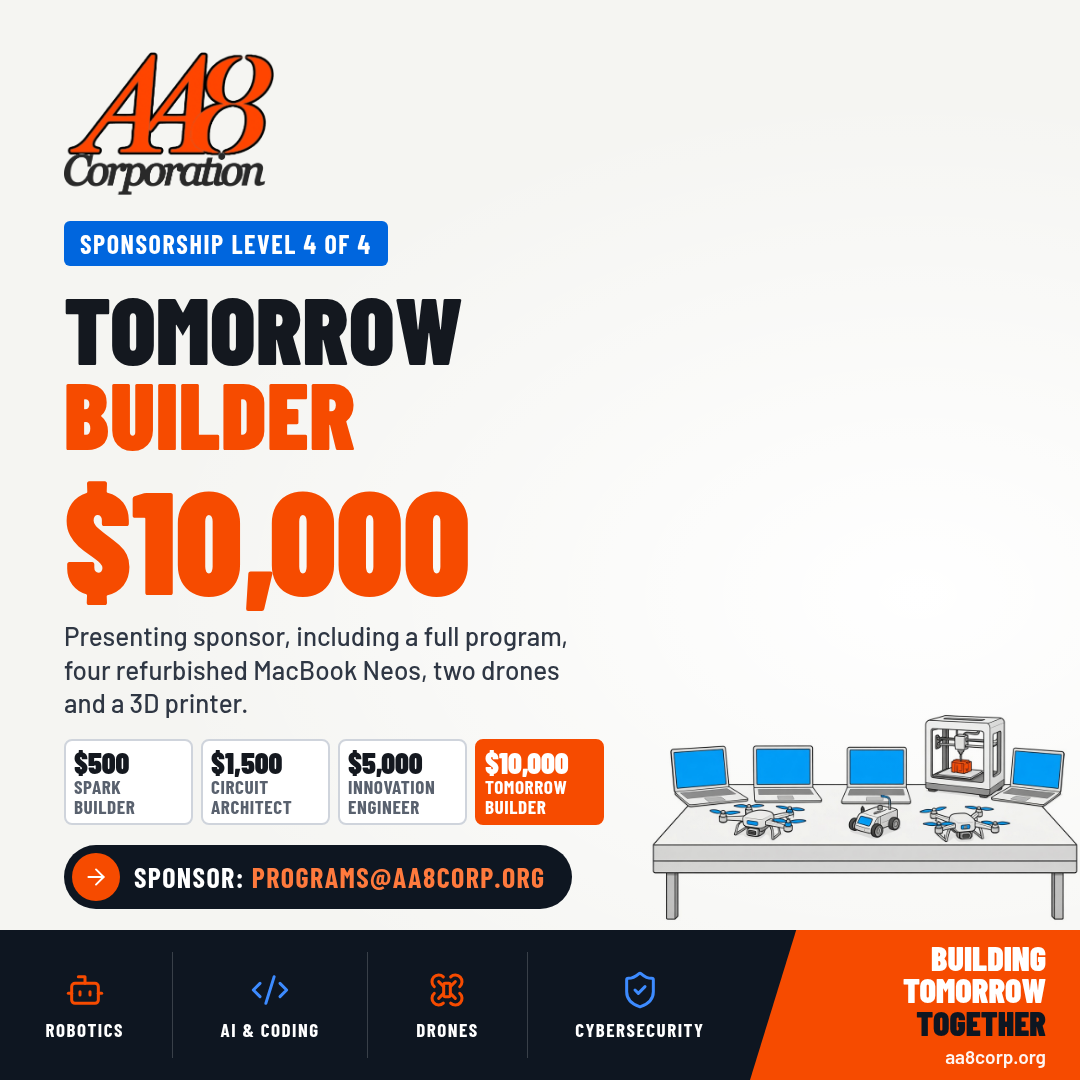 AA8
Corporation
SPONSORSHIP LEVEL 4 OF 4
TOMORROW
BUILDER
$10,000
Presenting sponsor, including a full program,
four refurbished MacBook Neos, two drones
and a 3D printer.
$500
SPARK
BUILDER
$1,500
CIRCUIT
ARCHITECT
$5,000
INNOVATION
ENGINEER
$10,000
TOMORROW
BUILDER
SPONSOR: PROGRAMS@AA8CORP.ORG
ROBOTICS
AI & CODING
DRONES
CYBERSECURITY
BUILDING
TOMORROW
TOGETHER
aa8corp.org